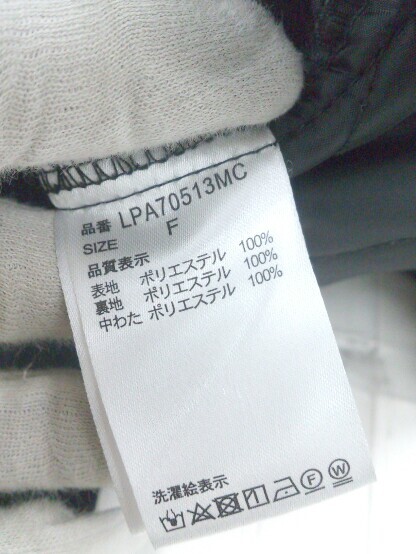 品番 LPA70513MC
SIZE F
品質表示
表地 ポリエステル 100%
裏地 ポリエステル 100%
中わた ポリエステル 100%
洗濯絵表示
F W